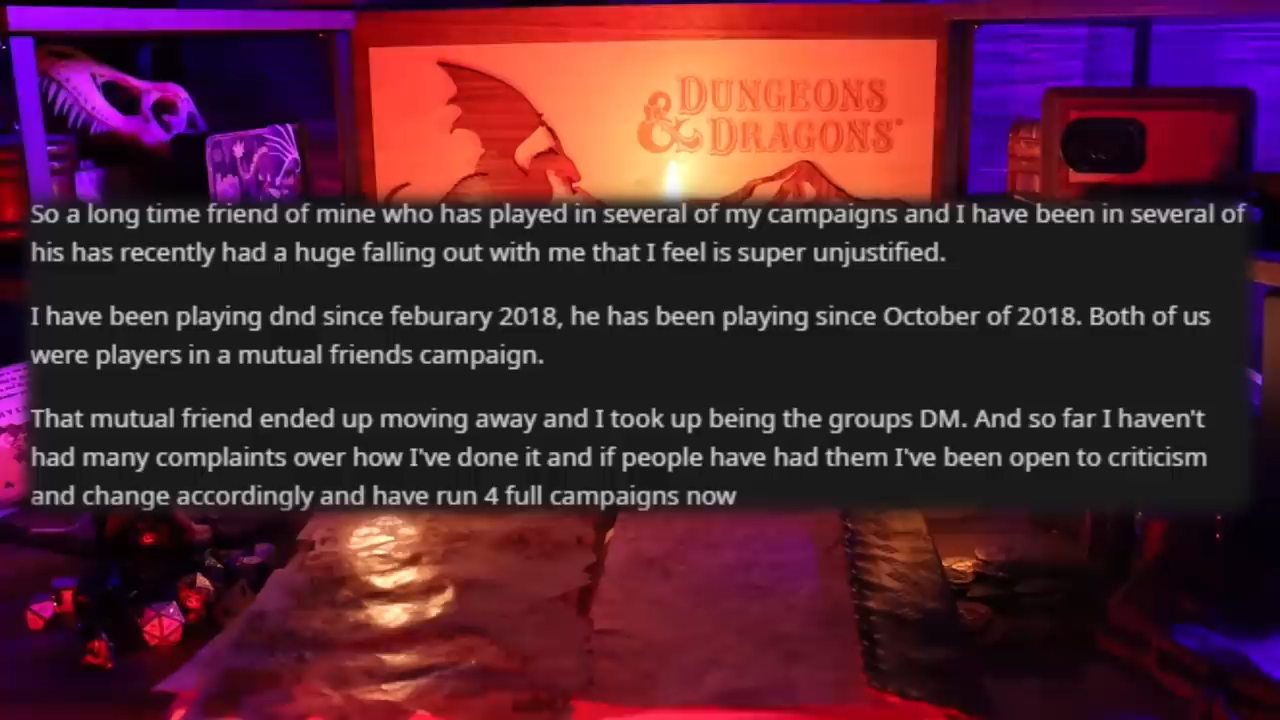 DUNGEONS
& DRAGONS
So a long time friend of mine who has played in several of my campaigns and I have been in several of
his has recently had a huge falling out with me that I feel is super unjustified.
I have been playing dnd since feburary 2018, he has been playing since October of 2018. Both of us
were players in a mutual friends campaign.
That mutual friend ended up moving away and I took up being the groups DM. And so far I haven't
had many complaints over how I've done it and if people have had them I've been open to criticism
and change accordingly and have run 4 full campaigns now